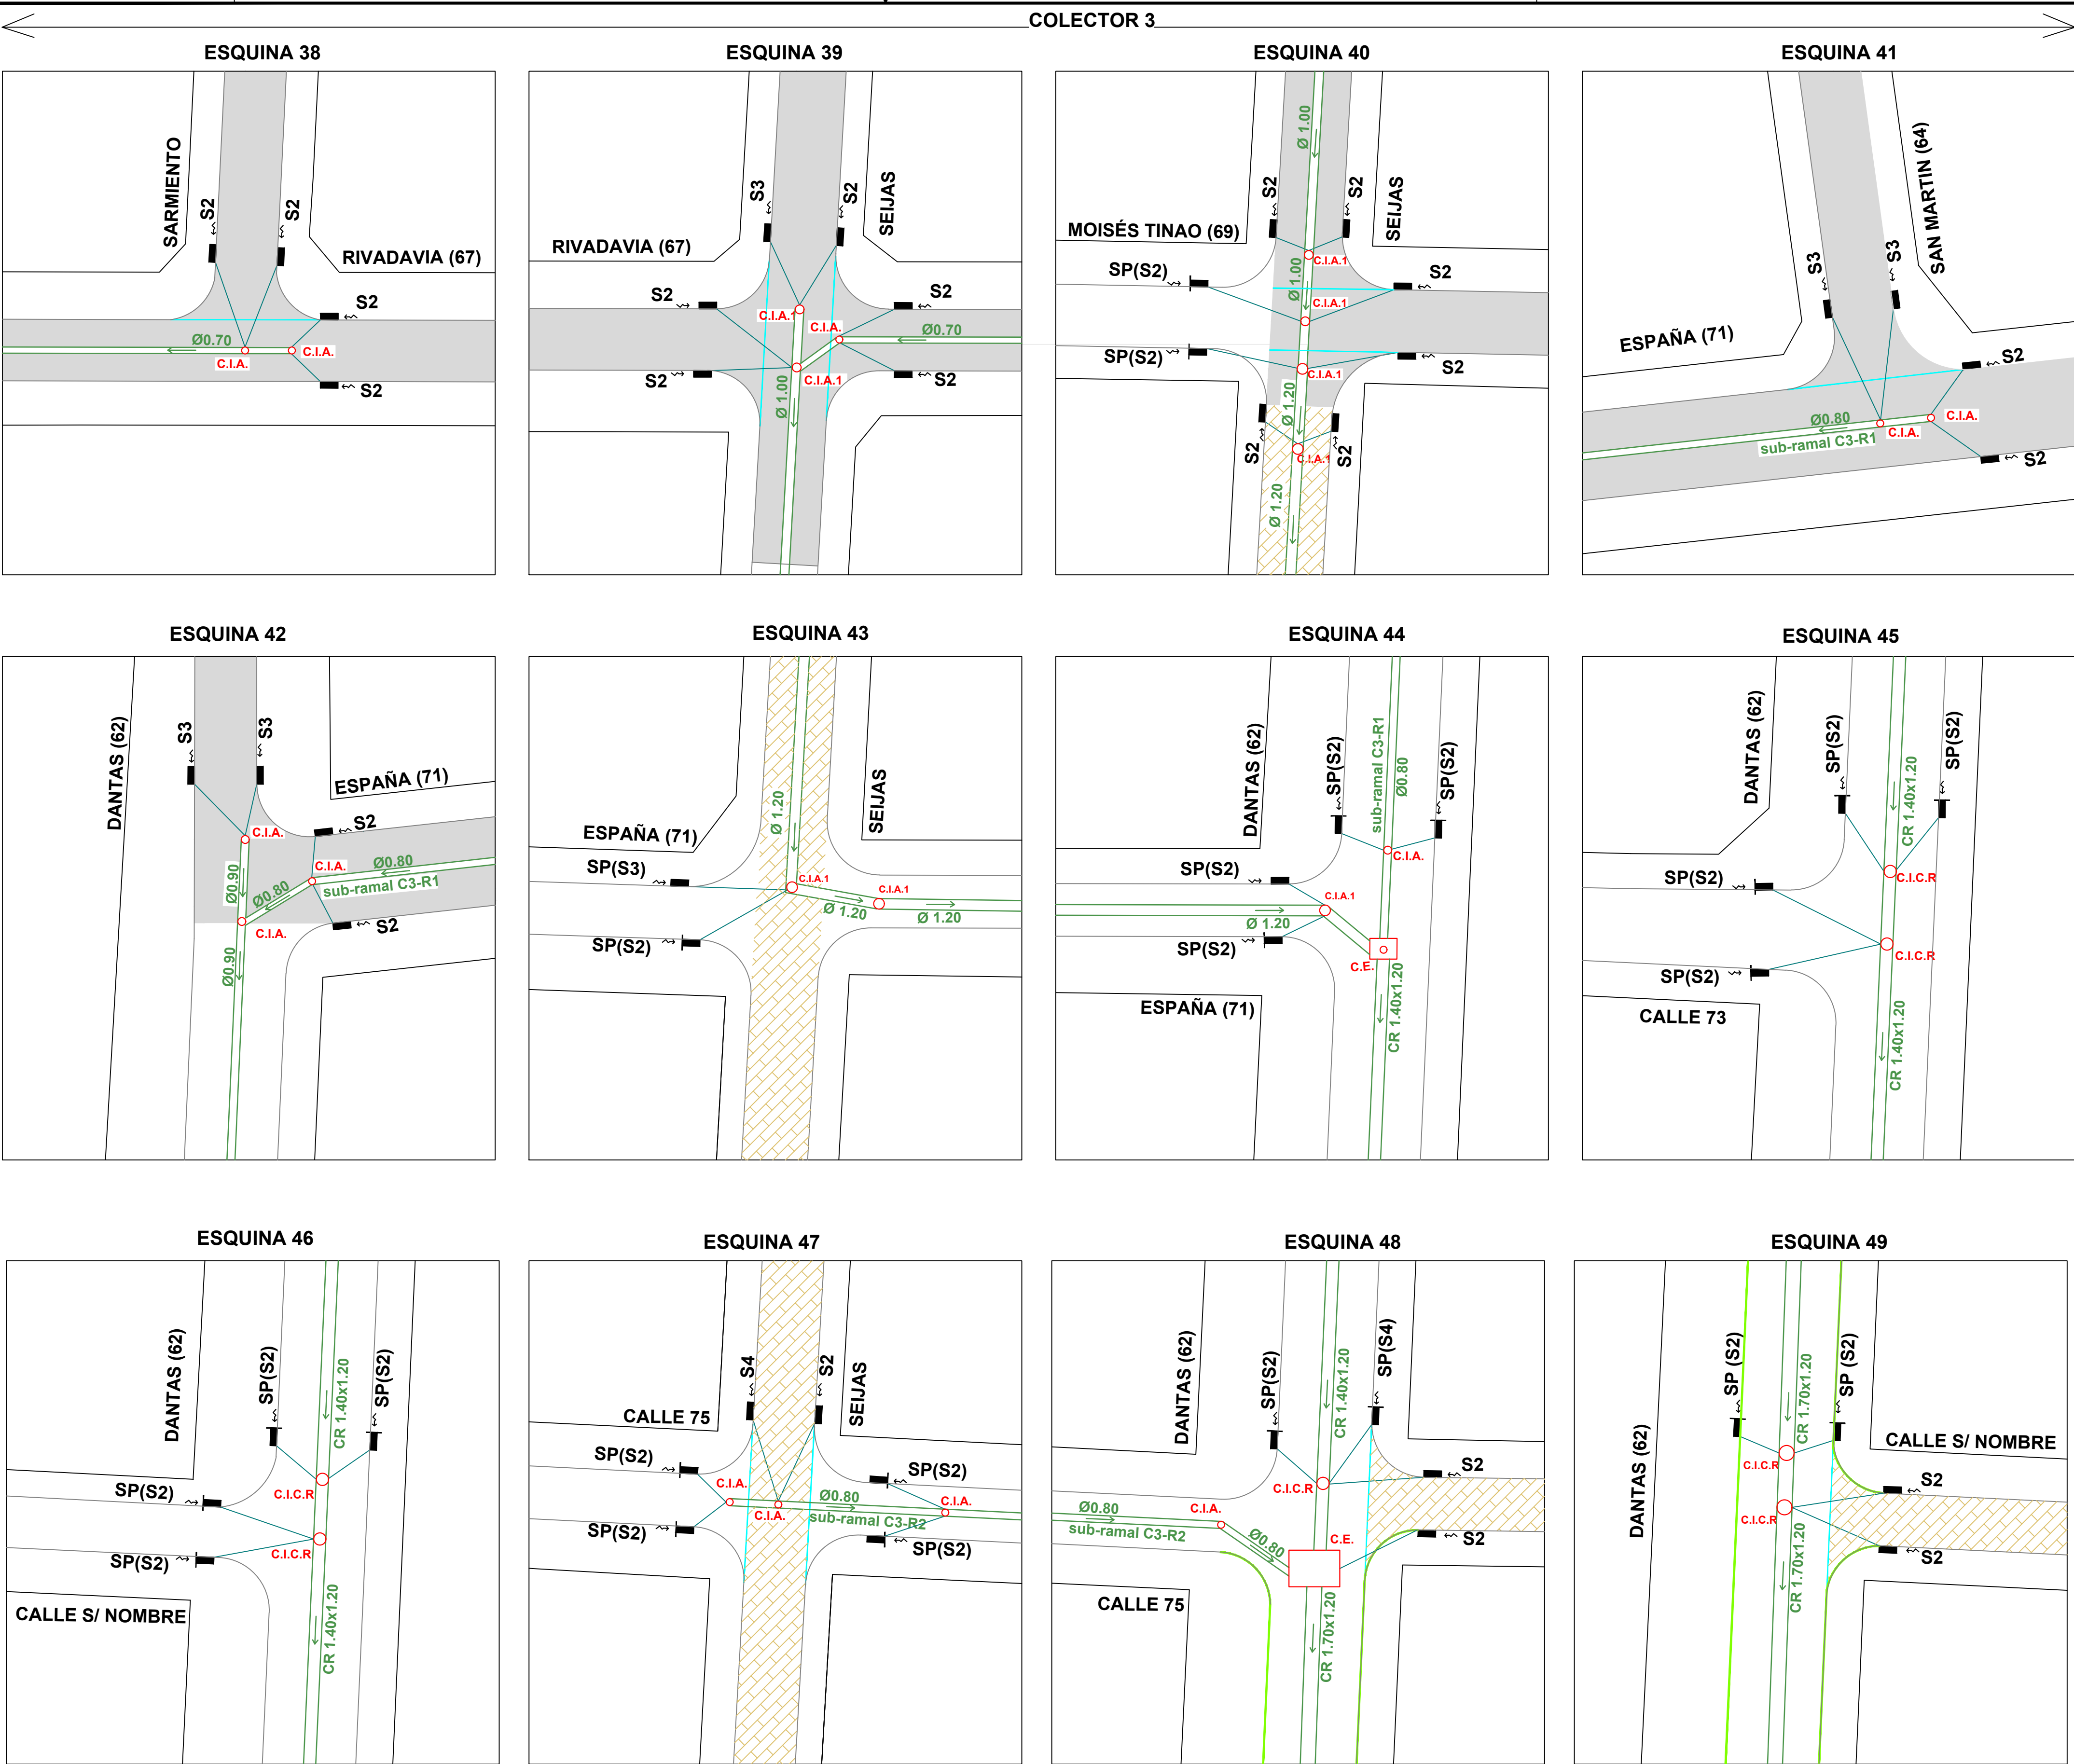 COLECTOR 3
ESQUINA 38
SARMIENTO
S2
S2
RIVADAVIA (67)
S2
Ø0.70
C.I.A.
C.I.A.
S2
ESQUINA 39
S3
S2
SEIJAS
RIVADAVIA (67)
S2
S2
C.I.A.1
C.I.A.
Ø0.70
S2
C.I.A.1
S2
Ø 1.00
ESQUINA 40
Ø 1.00
S2
S2
SEIJAS
MOISÉS TINAO (69)
C.I.A.1
SP(S2)
S2
Ø 1.00
C.I.A.1
SP(S2)
S2
C.I.A.1
Ø 1.20
S2
C.I.A.1
S2
Ø 1.20
ESQUINA 41
SAN MARTIN (64)
S3
S3
ESPAÑA (71)
S2
Ø0.80
C.I.A.
C.I.A.
sub-ramal C3-R1
S2
ESQUINA 42
DANTAS (62)
S3
S3
ESPAÑA (71)
S2
C.I.A.
C.I.A.
Ø0.80
sub-ramal C3-R1
Ø0.90
Ø0.80
C.I.A.
S2
Ø0.90
ESQUINA 43
Ø 1.20
SEIJAS
ESPAÑA (71)
SP(S3)
C.I.A.1
C.I.A.1
Ø 1.20
Ø 1.20
SP(S2)
ESQUINA 44
DANTAS (62)
SP(S2)
sub-ramal C3-R1
Ø0.80
SP(S2)
C.I.A.
SP(S2)
C.I.A.1
Ø 1.20
SP(S2)
C.E.
CR 1.40x1.20
ESPAÑA (71)
ESQUINA 45
DANTAS (62)
SP(S2)
SP(S2)
CR 1.40x1.20
SP(S2)
C.I.C.R
C.I.C.R
SP(S2)
CALLE 73
CR 1.40x1.20
ESQUINA 46
DANTAS (62)
SP(S2)
CR 1.40x1.20
SP(S2)
SP(S2)
C.I.C.R
C.I.C.R
SP(S2)
CALLE S/ NOMBRE
CR 1.40x1.20
ESQUINA 47
S4
S2
SEIJAS
CALLE 75
SP(S2)
SP(S2)
C.I.A.
Ø0.80
C.I.A.
C.I.A.
sub-ramal C3-R2
SP(S2)
SP(S2)
ESQUINA 48
DANTAS (62)
SP(S2)
CR 1.40x1.20
SP(S4)
S2
C.I.C.R
Ø0.80
C.I.A.
sub-ramal C3-R2
Ø0.80
C.E.
S2
CALLE 75
CR 1.70x1.20
ESQUINA 49
SP (S2)
CR 1.70x1.20
SP (S2)
CALLE S/ NOMBRE
C.I.C.R
S2
DANTAS (62)
C.I.C.R
CR 1.70x1.20
S2